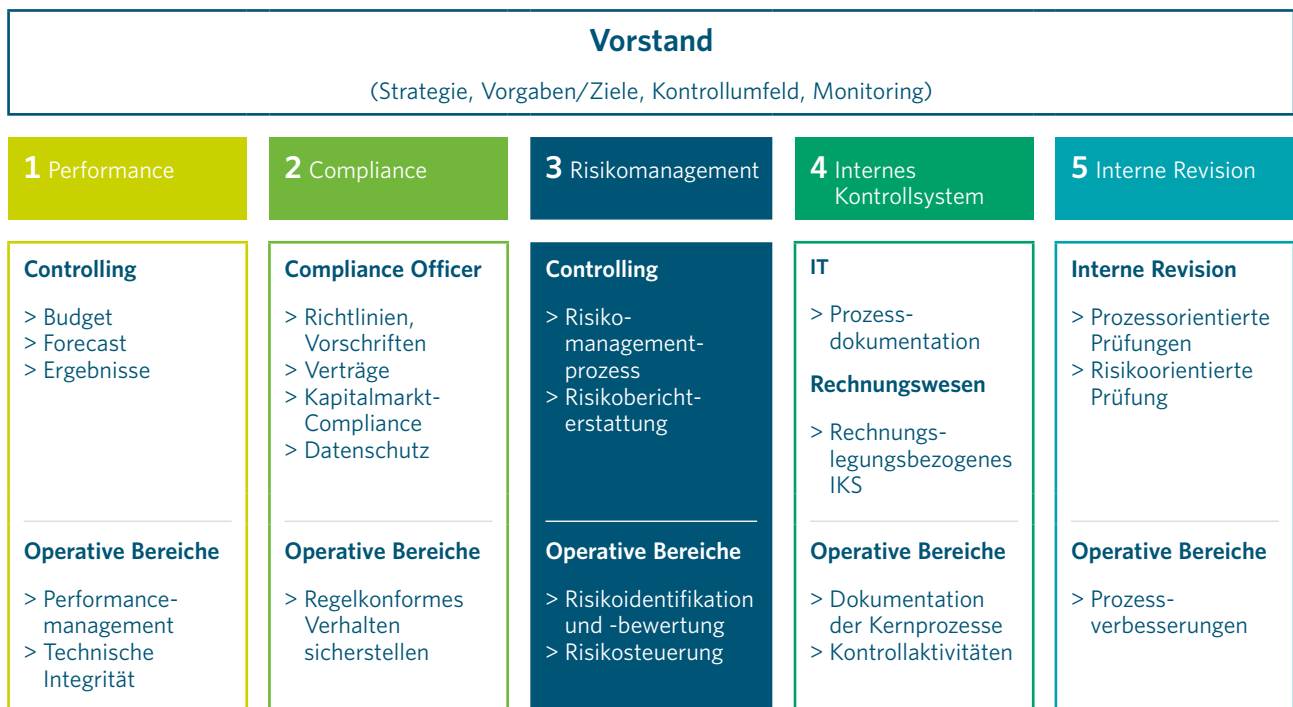 Vorstand
(Strategie, Vorgaben/Ziele, Kontrollumfeld, Monitoring)
1 Performance
Controlling
> Budget
> Forecast
> Ergebnisse
Operative Bereiche
> Performance-
management
> Technische
Integrität
2 Compliance
Compliance Officer
> Richtlinien,
Vorschriften
> Verträge
> Kapitalmarkt-
Compliance
> Datenschutz
Operative Bereiche
> Regelkonformes
Verhalten
sicherstellen
3 Risikomanagement
Controlling
> Risiko-
management-
prozess
> Risikobericht-
erstattung
Operative Bereiche
> Risikoidentifikation
und -bewertung
> Risikosteuerung
4 Internes
Kontrollsystem
IT
> Prozess-
dokumentation
Rechnungswesen
> Rechnungs-
legungsbezogenes
IKS
Operative Bereiche
> Dokumentation
der Kernprozesse
> Kontrollaktivitäten
5 Interne Revision
Interne Revision
> Prozessorientierte
Prüfungen
> Risikoorientierte
Prüfung
Operative Bereiche
> Prozess-
verbesserungen